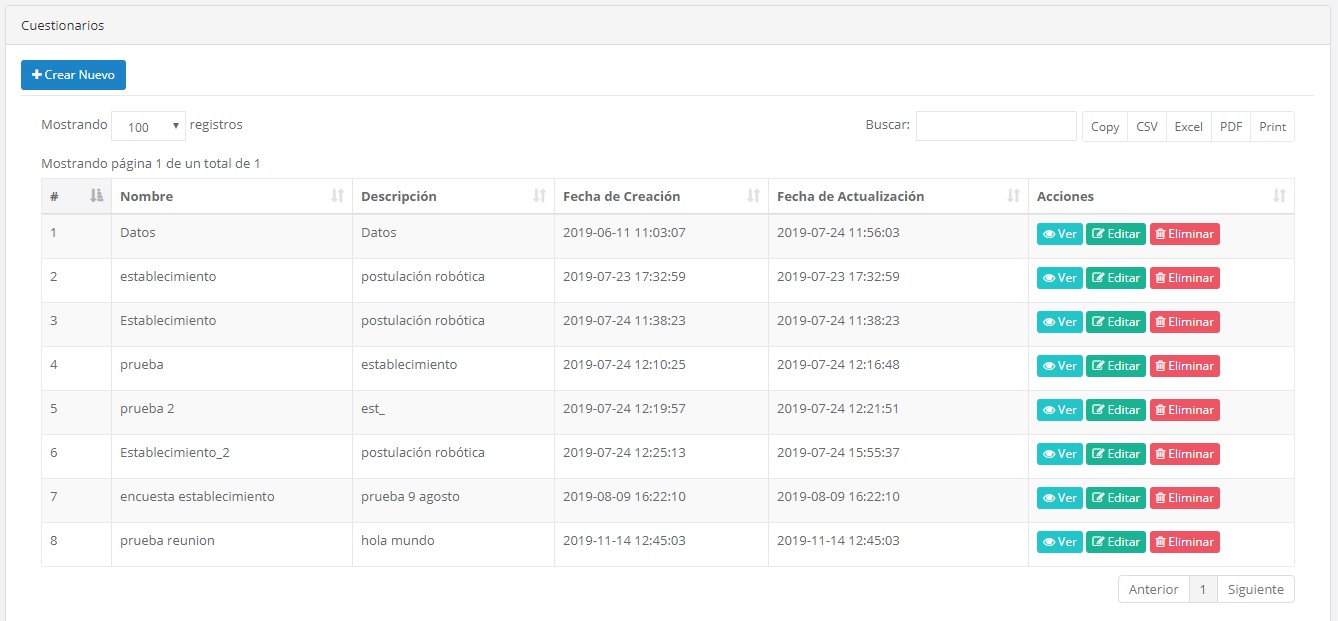 Cuestionarios
Crear Nuevo
Mostrando 100 registros Buscar: Copy CSV Excel PDF Print
Mostrando página 1 de un total de 1
# Nombre Descripción Fecha de Creación Fecha de Actualización Acciones
1 Datos Datos 2019-06-11 11:03:07 2019-07-24 11:56:03 Ver Editar Eliminar
2 establecimiento postulación robótica 2019-07-23 17:32:59 2019-07-23 17:32:59 Ver Editar Eliminar
3 Establecimiento postulación robótica 2019-07-24 11:38:23 2019-07-24 11:38:23 Ver Editar Eliminar
4 prueba establecimiento 2019-07-24 12:10:25 2019-07-24 12:16:48 Ver Editar Eliminar
5 prueba 2 est_ 2019-07-24 12:19:57 2019-07-24 12:21:51 Ver Editar Eliminar
6 Establecimiento_2 postulación robótica 2019-07-24 12:25:13 2019-07-24 15:55:37 Ver Editar Eliminar
7 encuesta establecimiento prueba 9 agosto 2019-08-09 16:22:10 2019-08-09 16:22:10 Ver Editar Eliminar
8 prueba reunion hola mundo 2019-11-14 12:45:03 2019-11-14 12:45:03 Ver Editar Eliminar
Anterior 1 Siguiente